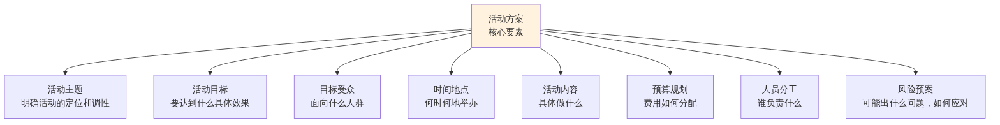 活动方案
核心要素
活动主题
明确活动的定位和调性
活动目标
要达到什么具体效果
目标受众
面向什么人群
时间地点
何时何地举办
活动内容
具体做什么
预算规划
费用如何分配
人员分工
谁负责什么
风险预案
可能出什么问题，如何应对